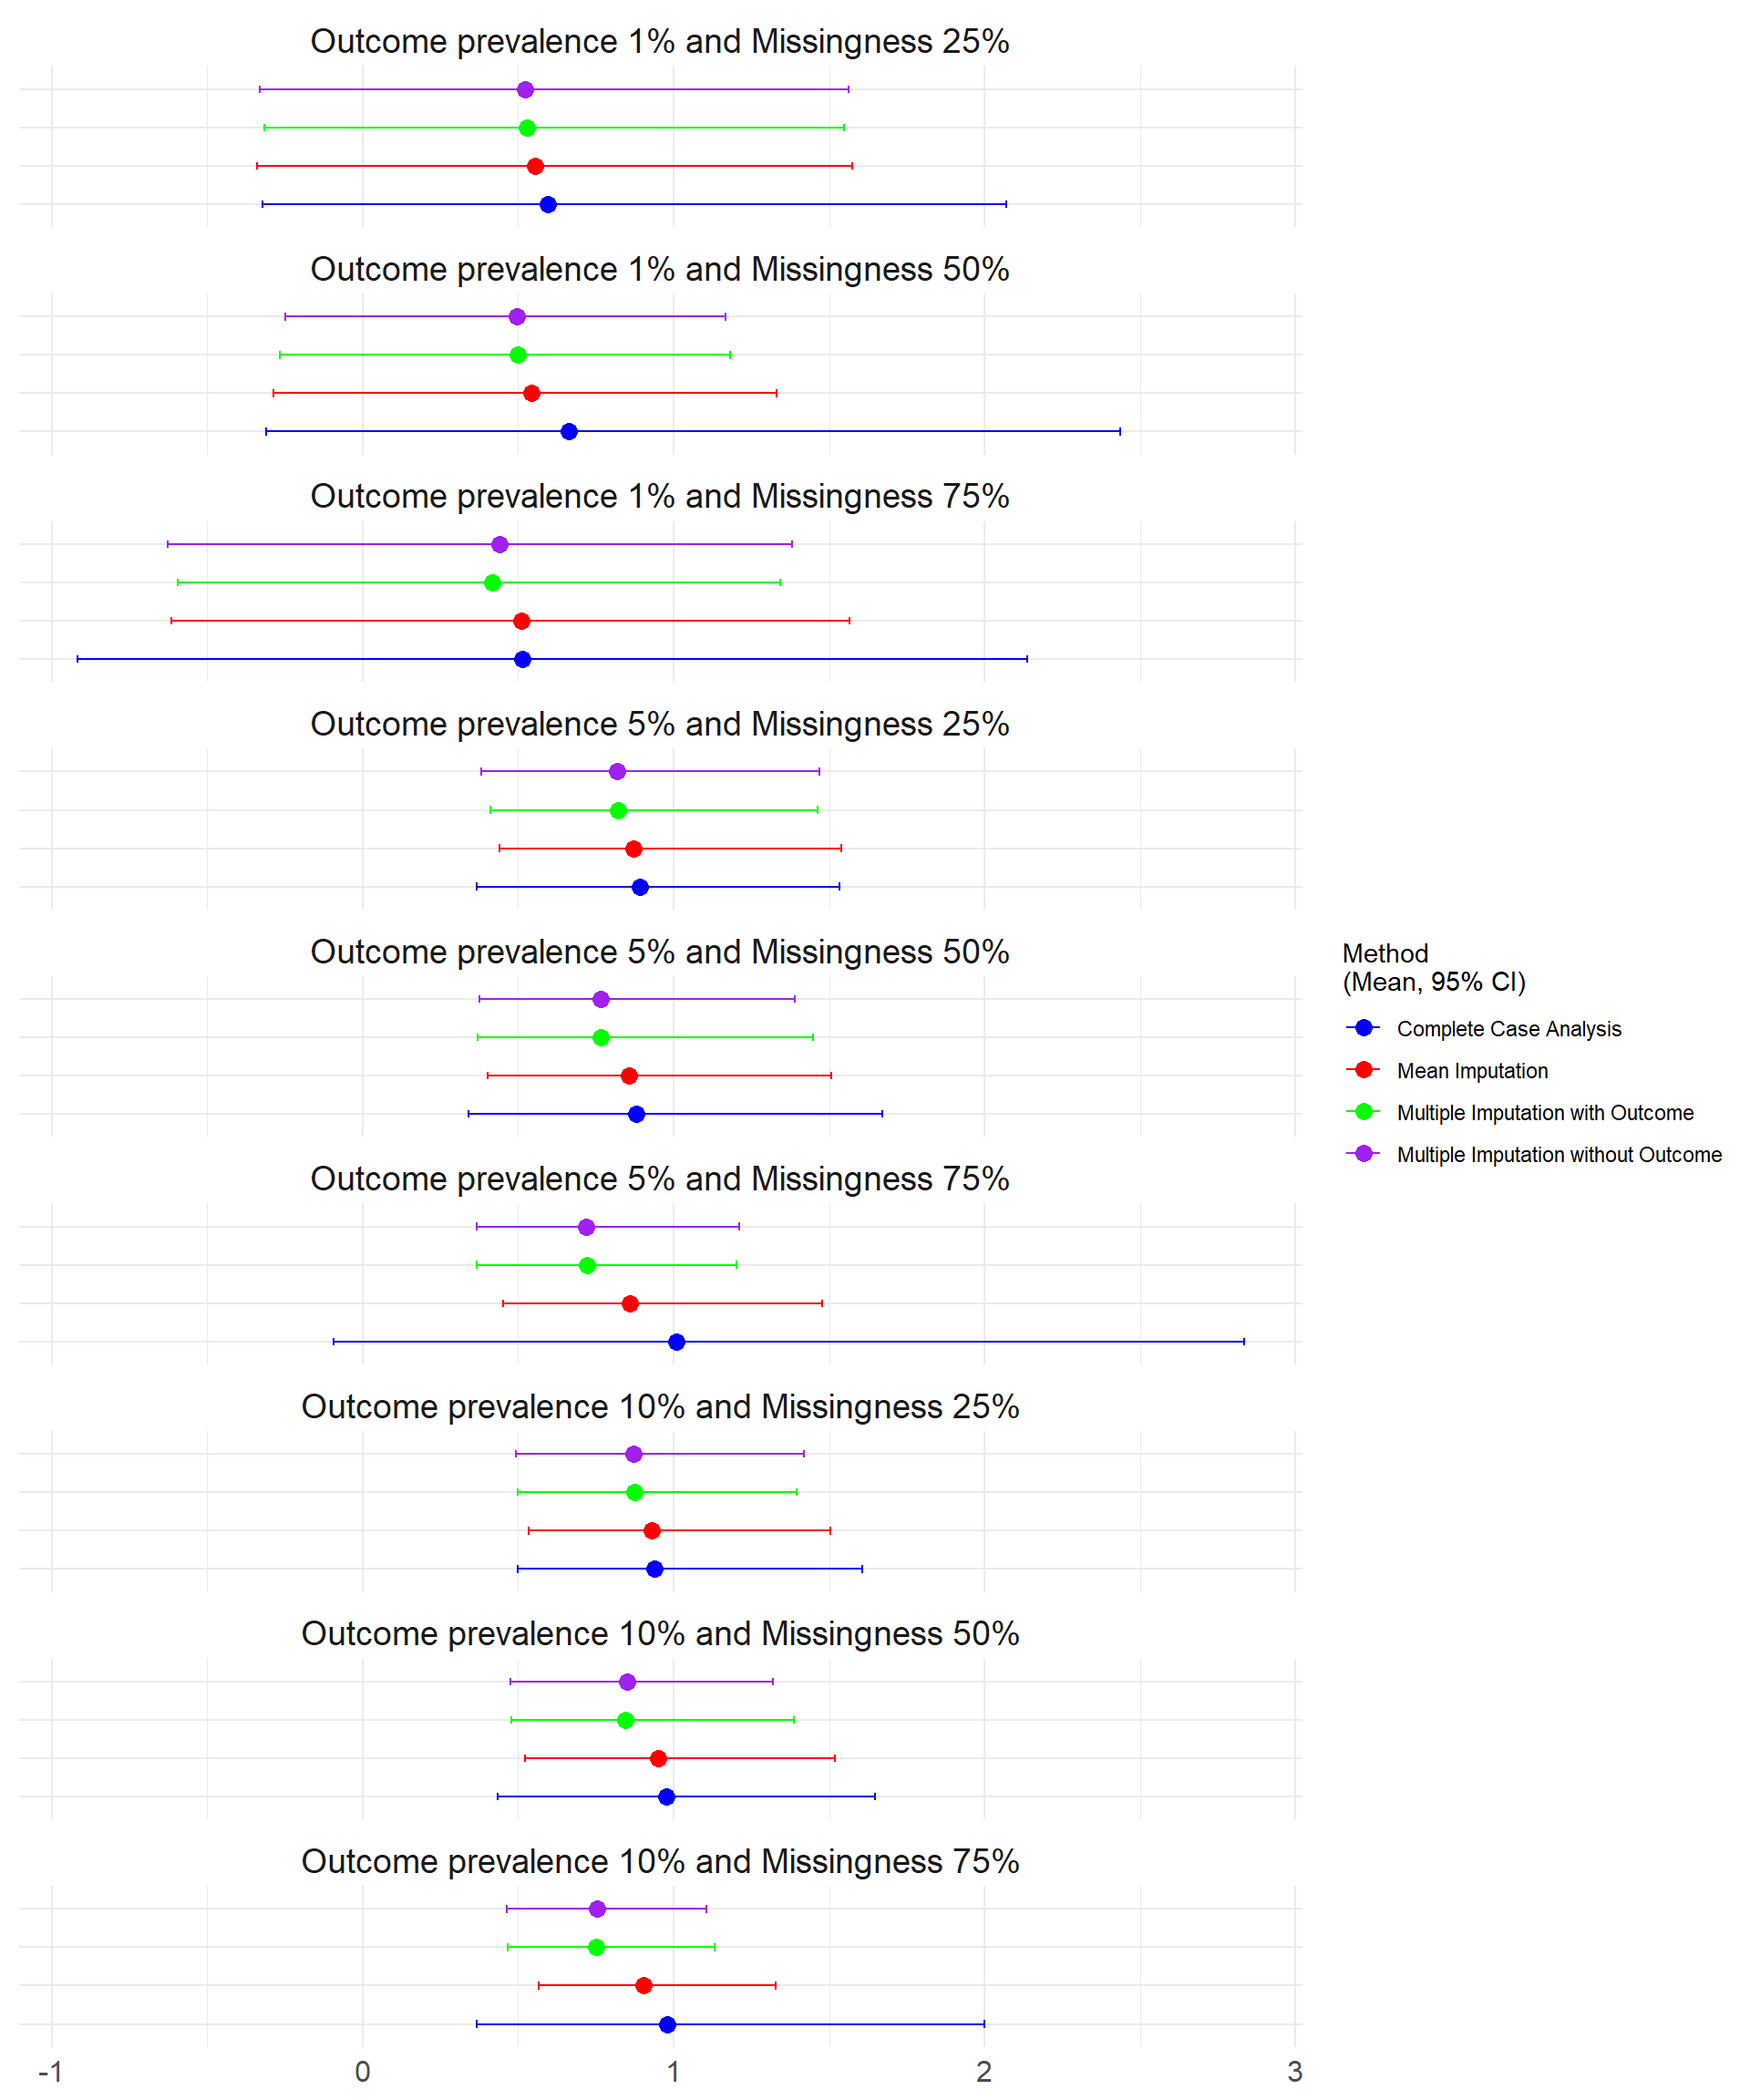 Outcome prevalence 1% and Missingness 25%
Outcome prevalence 1% and Missingness 50%
Outcome prevalence 1% and Missingness 75%
Outcome prevalence 5% and Missingness 25%
Outcome prevalence 5% and Missingness 50%
Outcome prevalence 5% and Missingness 75%
Outcome prevalence 10% and Missingness 25%
Outcome prevalence 10% and Missingness 50%
Outcome prevalence 10% and Missingness 75%
-1 0 1 2 3
Method
(Mean, 95% CI)
Complete Case Analysis
Mean Imputation
Multiple Imputation with Outcome
Multiple Imputation without Outcome